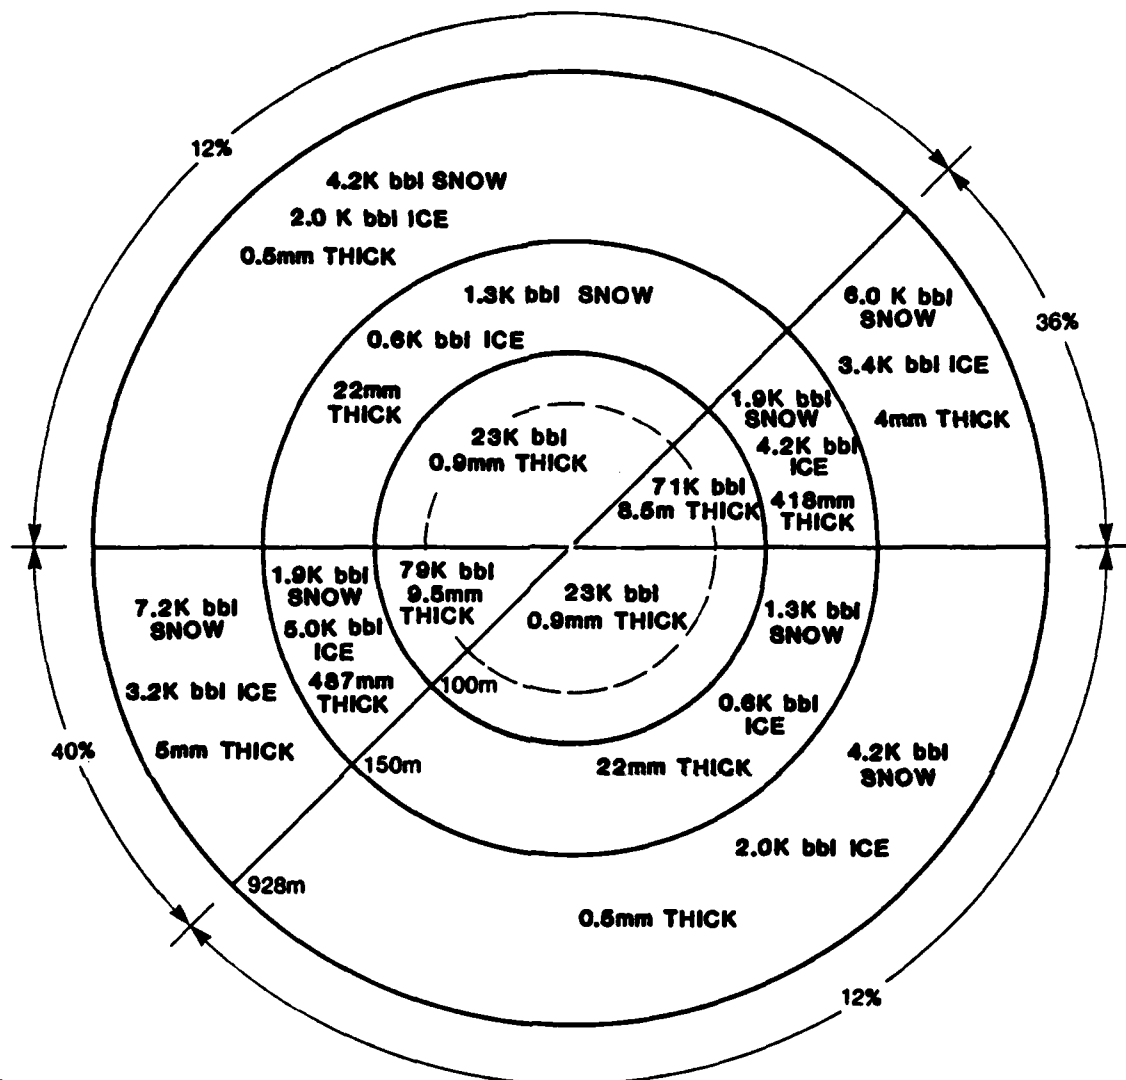 12%
4.2K bbl SNOW
2.0 K bbl ICE
0.5mm THICK
1.3K bbl SNOW
0.6K bbl ICE
22mm
THICK
23K bbl
0.9mm THICK
6.0 K bbl
SNOW
36%
3.4K bbl ICE
4mm THICK
1.9K bbl
SNOW
4.2K bbl
ICE
418mm
THICK
71K bbl
8.5m THICK
79K bbl
9.5mm
THICK
1.9K bbl
SNOW
5.0K bbl
ICE
487mm
THICK
7.2K bbl
SNOW
3.2K bbl ICE
5mm THICK
40%
23K bbl
0.9mm THICK
1.3K bbl
SNOW
0.6K bbl
ICE
22mm THICK
4.2K bbl
SNOW
2.0K bbl ICE
0.5mm THICK
100m
150m
928m
12%